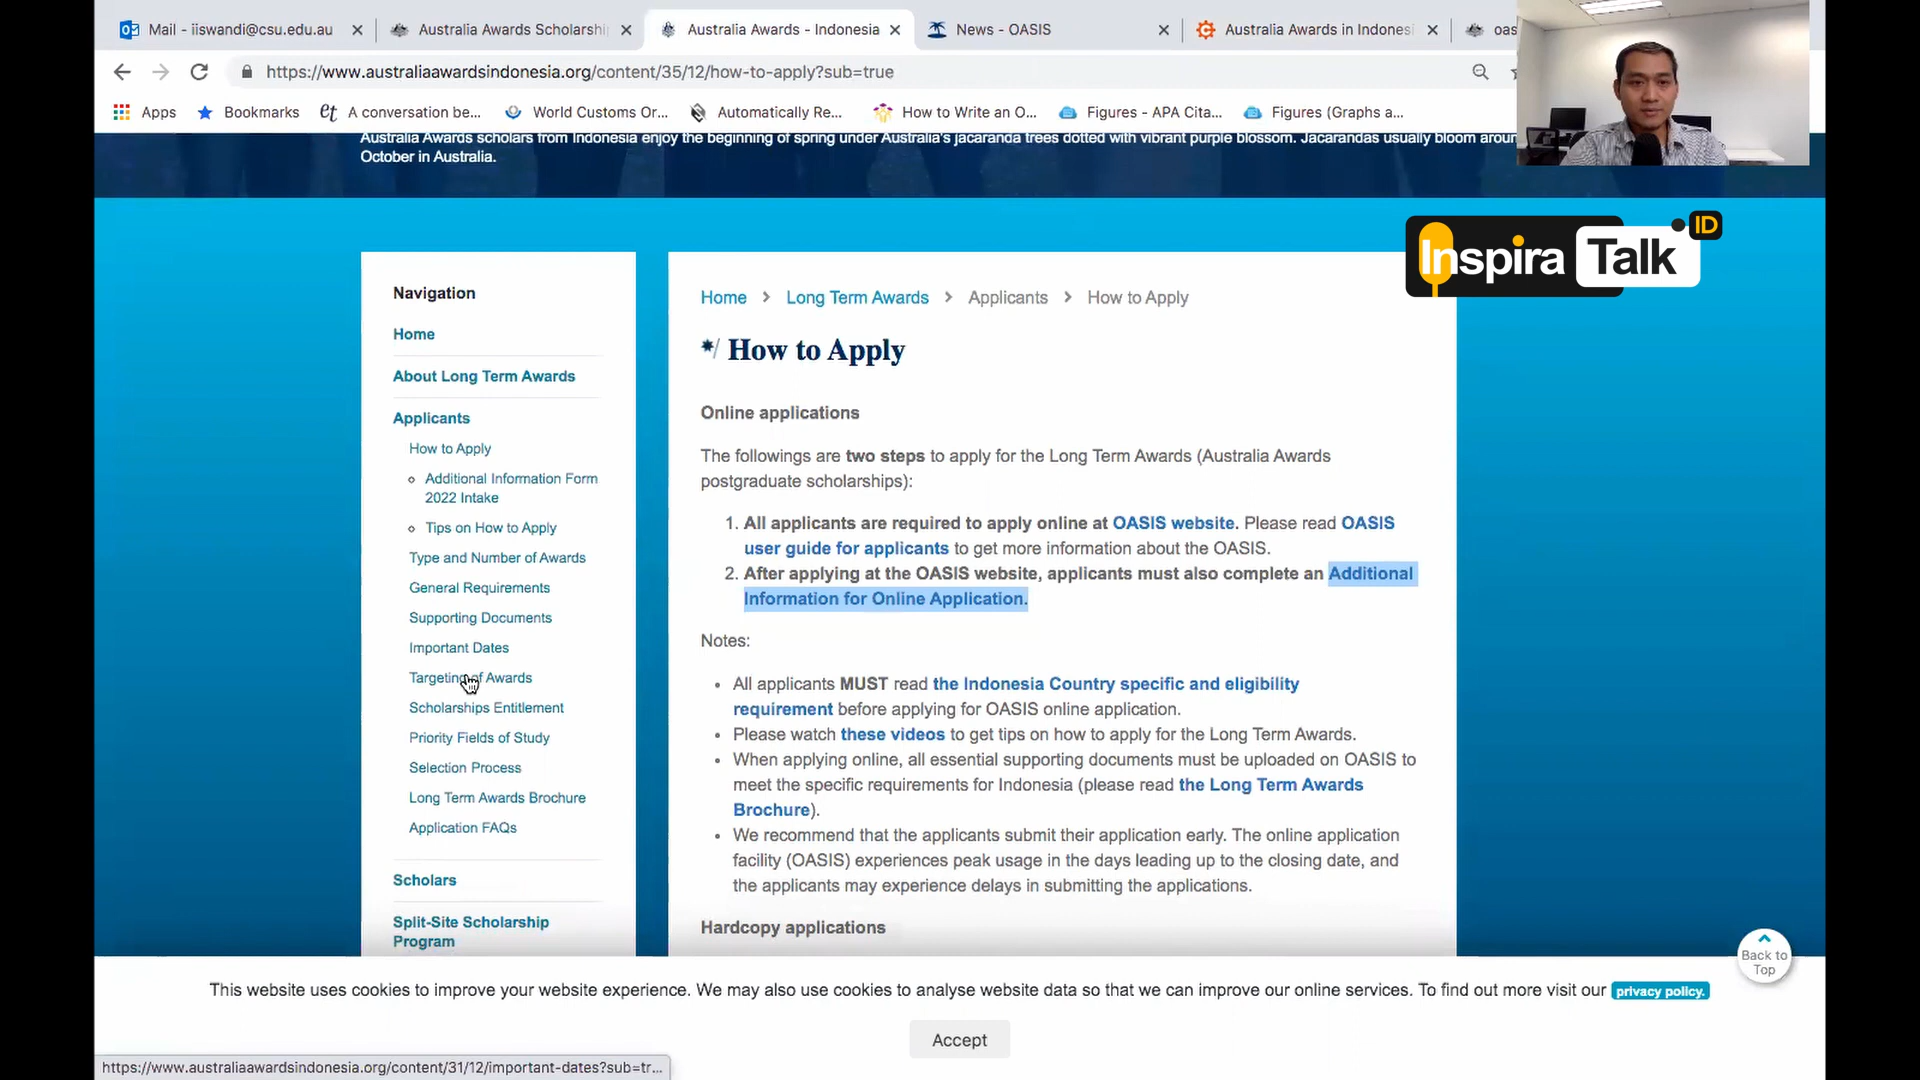 Mail - iiswandi@csu.edu.au
Australia Awards Scholarshi
Australia Awards - Indonesia
News - OASIS
Australia Awards in Indones
oas
https://www.australiaawardsindonesia.org/content/35/12/how-to-apply?sub=true
Apps
Bookmarks
et A conversation be...
World Customs Or...
Automatically Re...
How to Write an O...
Figures - APA Cita...
Figures (Graphs a...
Australia Awards scholars from Indonesia enjoy the beginning of spring under Australia's jacaranda trees dotted with vibrant purple blossom. Jacarandas usually bloom aroun
October in Australia.
Inspira Talk ID
Navigation
Home
About Long Term Awards
Applicants
How to Apply
Additional Information Form
2022 Intake
Tips on How to Apply
Type and Number of Awards
General Requirements
Supporting Documents
Important Dates
Targeting of Awards
Scholarships Entitlement
Priority Fields of Study
Selection Process
Long Term Awards Brochure
Application FAQs
Scholars
Split-Site Scholarship
Program
Home > Long Term Awards > Applicants > How to Apply
How to Apply
Online applications
The followings are two steps to apply for the Long Term Awards (Australia Awards
postgraduate scholarships):
1. All applicants are required to apply online at OASIS website. Please read OASIS
user guide for applicants to get more information about the OASIS.
2. After applying at the OASIS website, applicants must also complete an Additional
Information for Online Application.
Notes:
• All applicants MUST read the Indonesia Country specific and eligibility
requirement before applying for OASIS online application.
• Please watch these videos to get tips on how to apply for the Long Term Awards.
• When applying online, all essential supporting documents must be uploaded on OASIS to
meet the specific requirements for Indonesia (please read the Long Term Awards
Brochure).
• We recommend that the applicants submit their application early. The online application
facility (OASIS) experiences peak usage in the days leading up to the closing date, and
the applicants may experience delays in submitting the applications.
Hardcopy applications
Back to
Top
This website uses cookies to improve your website experience. We may also use cookies to analyse website data so that we can improve our online services. To find out more visit our privacy policy.
Accept
https://www.australiaawardsindonesia.org/content/31/12/important-dates?sub=tr...